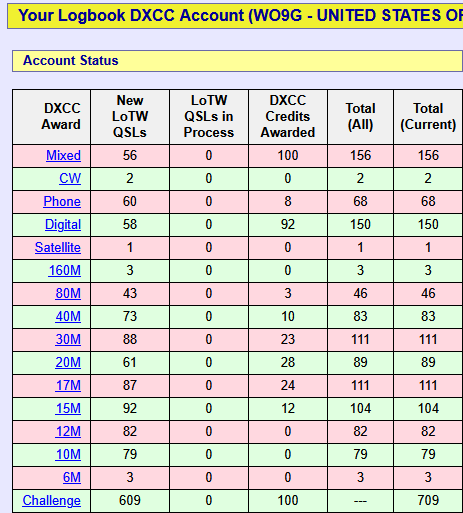 Your Logbook DXCC Account (WO9G - UNITED STATES OF
Account Status
DXCC Award New LoTW QSLs LoTW QSLs in Process DXCC Credits Awarded Total (All) Total (Current)
Mixed 56 0 100 156 156
CW 2 0 0 2 2
Phone 60 0 8 68 68
Digital 58 0 92 150 150
Satellite 1 0 0 1 1
160M 3 0 0 3 3
80M 43 0 3 46 46
40M 73 0 10 83 83
30M 88 0 23 111 111
20M 61 0 28 89 89
17M 87 0 24 111 111
15M 92 0 12 104 104
12M 82 0 0 82 82
10M 79 0 0 79 79
6M 3 0 0 3 3
Challenge 609 0 100 --- 709